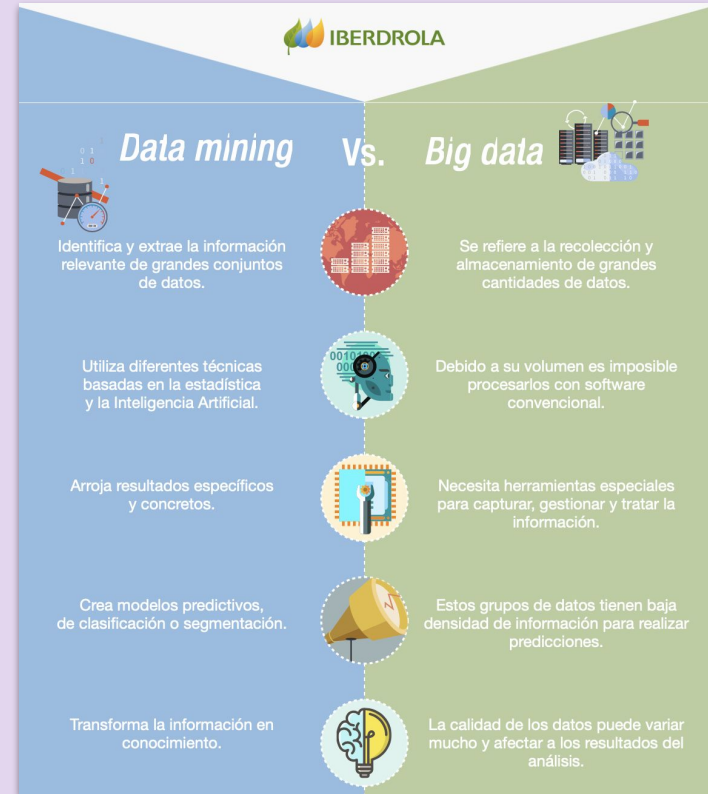 IBERDROLA
Data mining
Vs.
Big data
Identifica y extrae la información
relevante de grandes conjuntos
de datos.
Se refiere a la recolección y
almacenamiento de grandes
cantidades de datos.
Utiliza diferentes técnicas
basadas en la estadística
y la Inteligencia Artificial.
Debido a su volumen es imposible
procesarlos con software
convencional.
Arroja resultados específicos
y concretos.
Necesita herramientas especiales
para capturar, gestionar y tratar la
información.
Crea modelos predictivos,
de clasificación o segmentación.
Estos grupos de datos tienen baja
densidad de información para realizar
predicciones.
Transforma la información en
conocimiento.
La calidad de los datos puede variar
mucho y afectar a los resultados del
análisis.